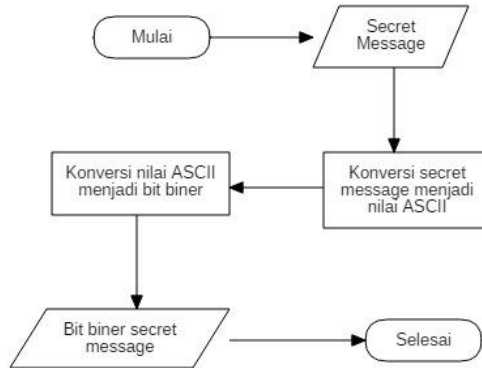 Mulai
Secret
Message
Konversi secret
message menjadi
nilai ASCII
Konversi nilai ASCII
menjadi bit biner
Bit biner secret
message
Selesai